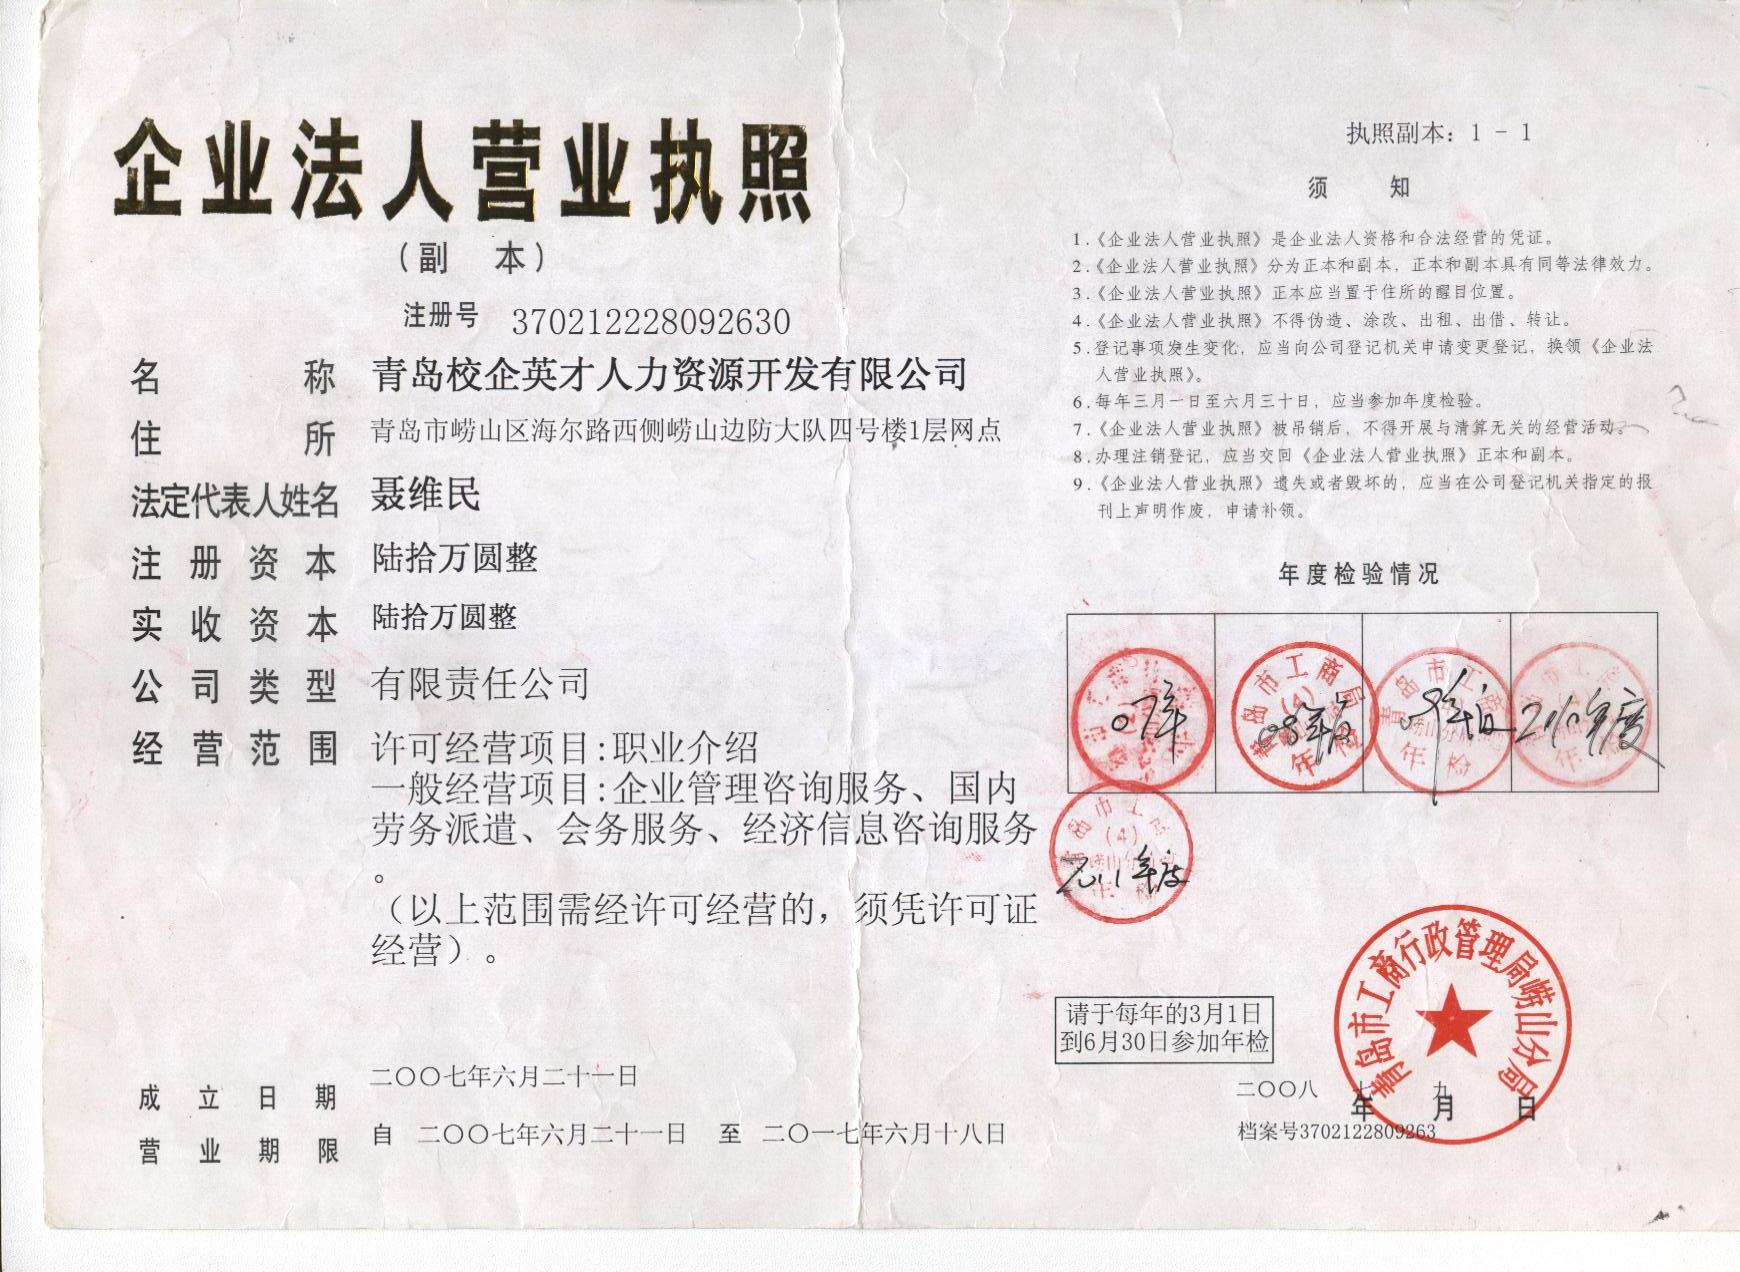 企业法人营业执照
(副 本)
注册号 370212228092630
名 称 青岛校企英才人力资源开发有限公司
住 所 青岛市崂山区海尔路西侧崂山边防大队四号楼1层网点
法定代表人姓名 聂维民
注 册 资 本 陆拾万圆整
实 收 资 本 陆拾万圆整
公 司 类 型 有限责任公司
经 营 范 围 许可经营项目:职业介绍
一般经营项目:企业管理咨询服务、国内
劳务派遣、会务服务、经济信息咨询服务
。
（以上范围需经许可经营的，须凭许可证
经营）。
成 立 日 期 二〇〇七年六月二十一日
营 业 期 限 自 二〇〇七年六月二十一日 至 二〇一七年六月十八日
执照副本：1 - 1
须 知
1.《企业法人营业执照》是企业法人资格和合法经营的凭证。
2.《企业法人营业执照》分为正本和副本，正本和副本具有同等法律效力。
3.《企业法人营业执照》正本应当置于住所的醒目位置。
4.《企业法人营业执照》不得伪造、涂改、出租、出借、转让。
5.登记事项发生变化，应当向公司登记机关申请变更登记，换领《企业法
人营业执照》。
6.每年三月一日至六月三十日，应当参加年度检验。
7.《企业法人营业执照》被吊销后，不得开展与清算无关的经营活动。
8.办理注销登记，应当交回《企业法人营业执照》正本和副本。
9.《企业法人营业执照》遗失或者毁坏的，应当在公司登记机关指定的报
刊上声明作废，申请补领。
年度检验情况
07年
青岛市工商局
(4)
年检
08年
青岛市工商
年检
09年
2010年度
年
青岛市工商
(4)
年检
2011年度
请于每年的3月1日
到6月30日参加年检
青岛市工商行政管理局崂山分局
二〇〇八年 七月 九日
档案号3702122809263